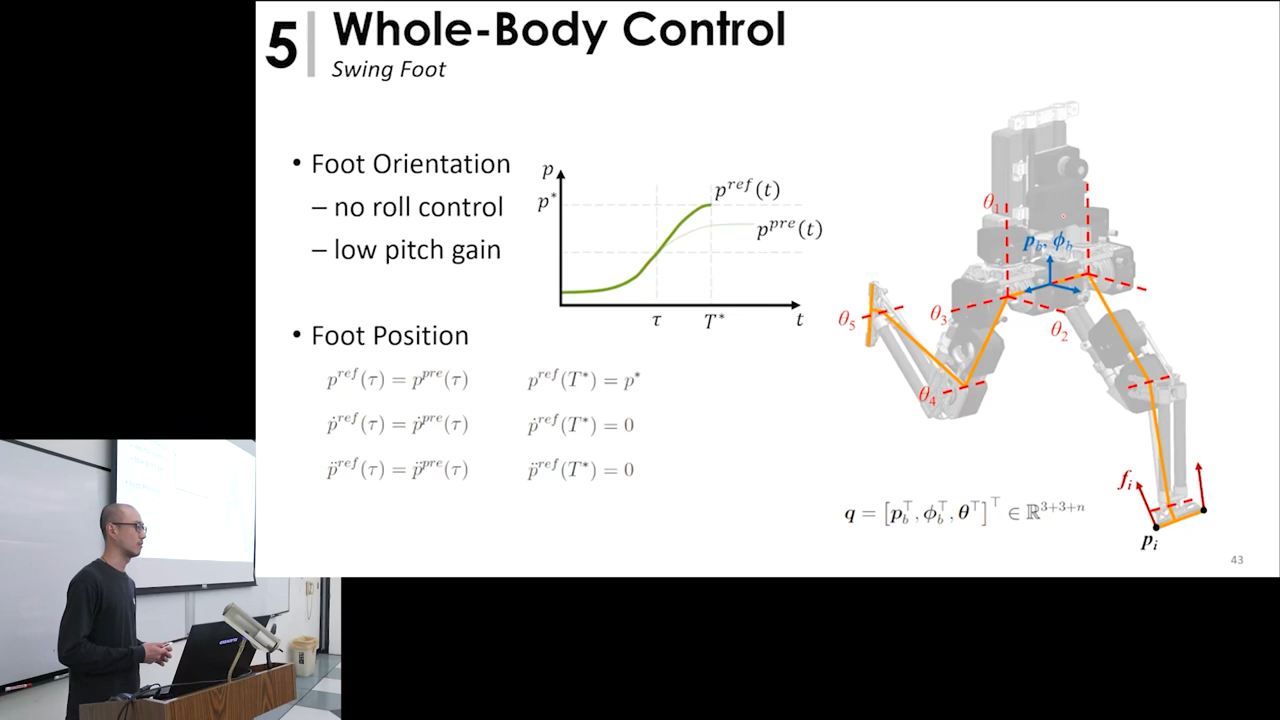 5
Whole-Body Control
Swing Foot
• Foot Orientation
– no roll control
– low pitch gain
• Foot Position
p^{ref}(τ) = p^{pre}(τ)    p^{ref}(T*) = p*
ṗ^{ref}(τ) = ṗ^{pre}(τ)    ṗ^{ref}(T*) = 0
p̈^{ref}(τ) = p̈^{pre}(τ)    p̈^{ref}(T*) = 0
p
p*
p^{ref}(t)
p^{pre}(t)
τ
T*
t
θ₁
p_b, ϕ_b
θ₅
θ₃
θ₂
θ₄
f_i
q = [p_b^⊤, ϕ_b^⊤, θ^⊤]^⊤ ∈ ℝ^{3+3+n}
p_i
43